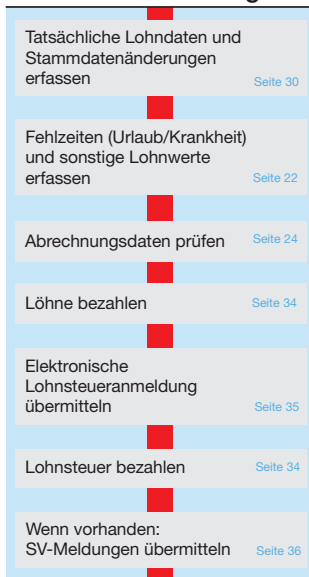 Tatsächliche Lohndaten und
Stammdatenänderungen
erfassen Seite 30
Fehlzeiten (Urlaub/Krankheit)
und sonstige Lohnwerte
erfassen Seite 22
Abrechnungsdaten prüfen Seite 24
Löhne bezahlen Seite 34
Elektronische
Lohnsteueranmeldung
übermitteln Seite 35
Lohnsteuer bezahlen Seite 34
Wenn vorhanden:
SV-Meldungen übermitteln Seite 36